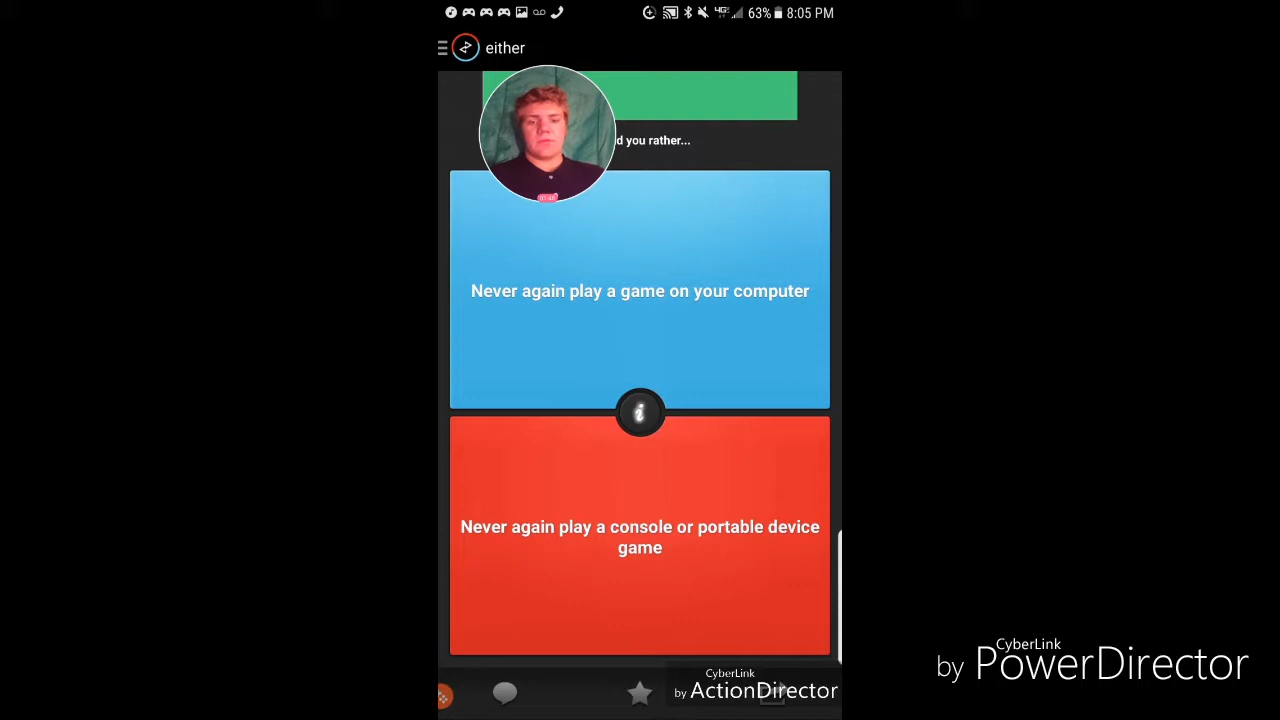 63% 8:05 PM
either
d you rather...
Never again play a game on your computer
i
Never again play a console or portable device
game
CyberLink
by PowerDirector
CyberLink
by ActionDirector